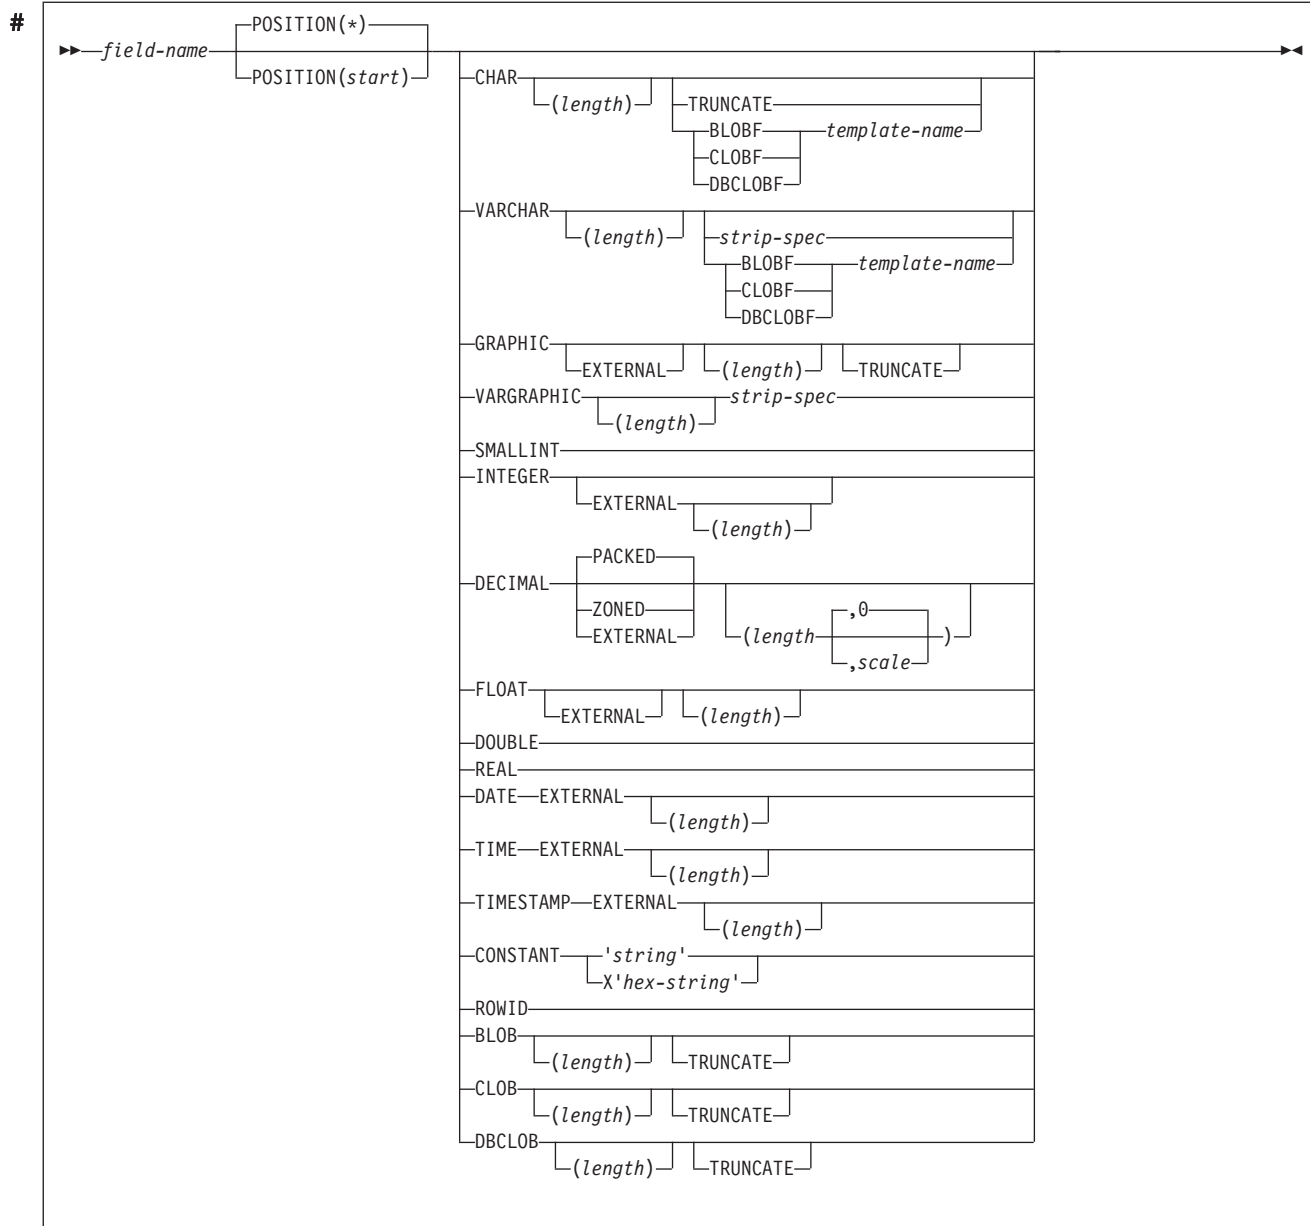 #
POSITION(*)
►►—field-name POSITION(start) ►◄
CHAR (length) TRUNCATE
BLOBF template-name
CLOBF
DBCLOBF
VARCHAR (length) strip-spec
BLOBF template-name
CLOBF
DBCLOBF
GRAPHIC EXTERNAL (length) TRUNCATE
VARGRAPHIC (length) strip-spec
SMALLINT
INTEGER EXTERNAL (length)
PACKED
DECIMAL
ZONED ,0
EXTERNAL (length )
,scale
FLOAT EXTERNAL (length)
DOUBLE
REAL
DATE EXTERNAL (length)
TIME EXTERNAL (length)
TIMESTAMP EXTERNAL (length)
CONSTANT 'string'
X'hex-string'
ROWID
BLOB (length) TRUNCATE
CLOB (length) TRUNCATE
DBCLOB (length) TRUNCATE